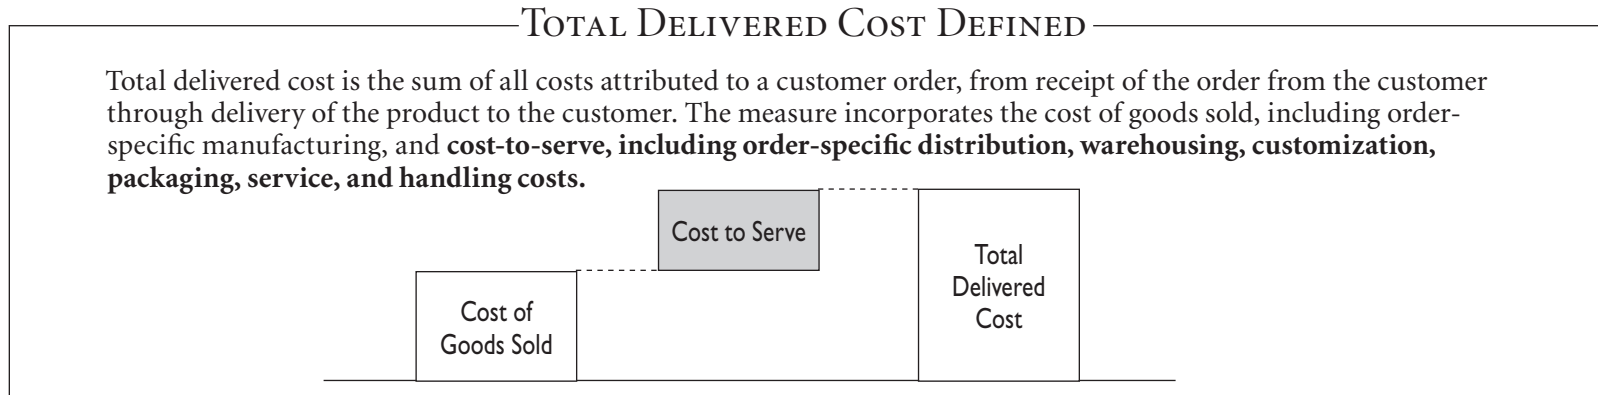 Total Delivered Cost Defined
Total delivered cost is the sum of all costs attributed to a customer order, from receipt of the order from the customer
through delivery of the product to the customer. The measure incorporates the cost of goods sold, including order-
specific manufacturing, and cost-to-serve, including order-specific distribution, warehousing, customization,
packaging, service, and handling costs.
Cost to Serve
Total
Delivered
Cost
Cost of
Goods Sold